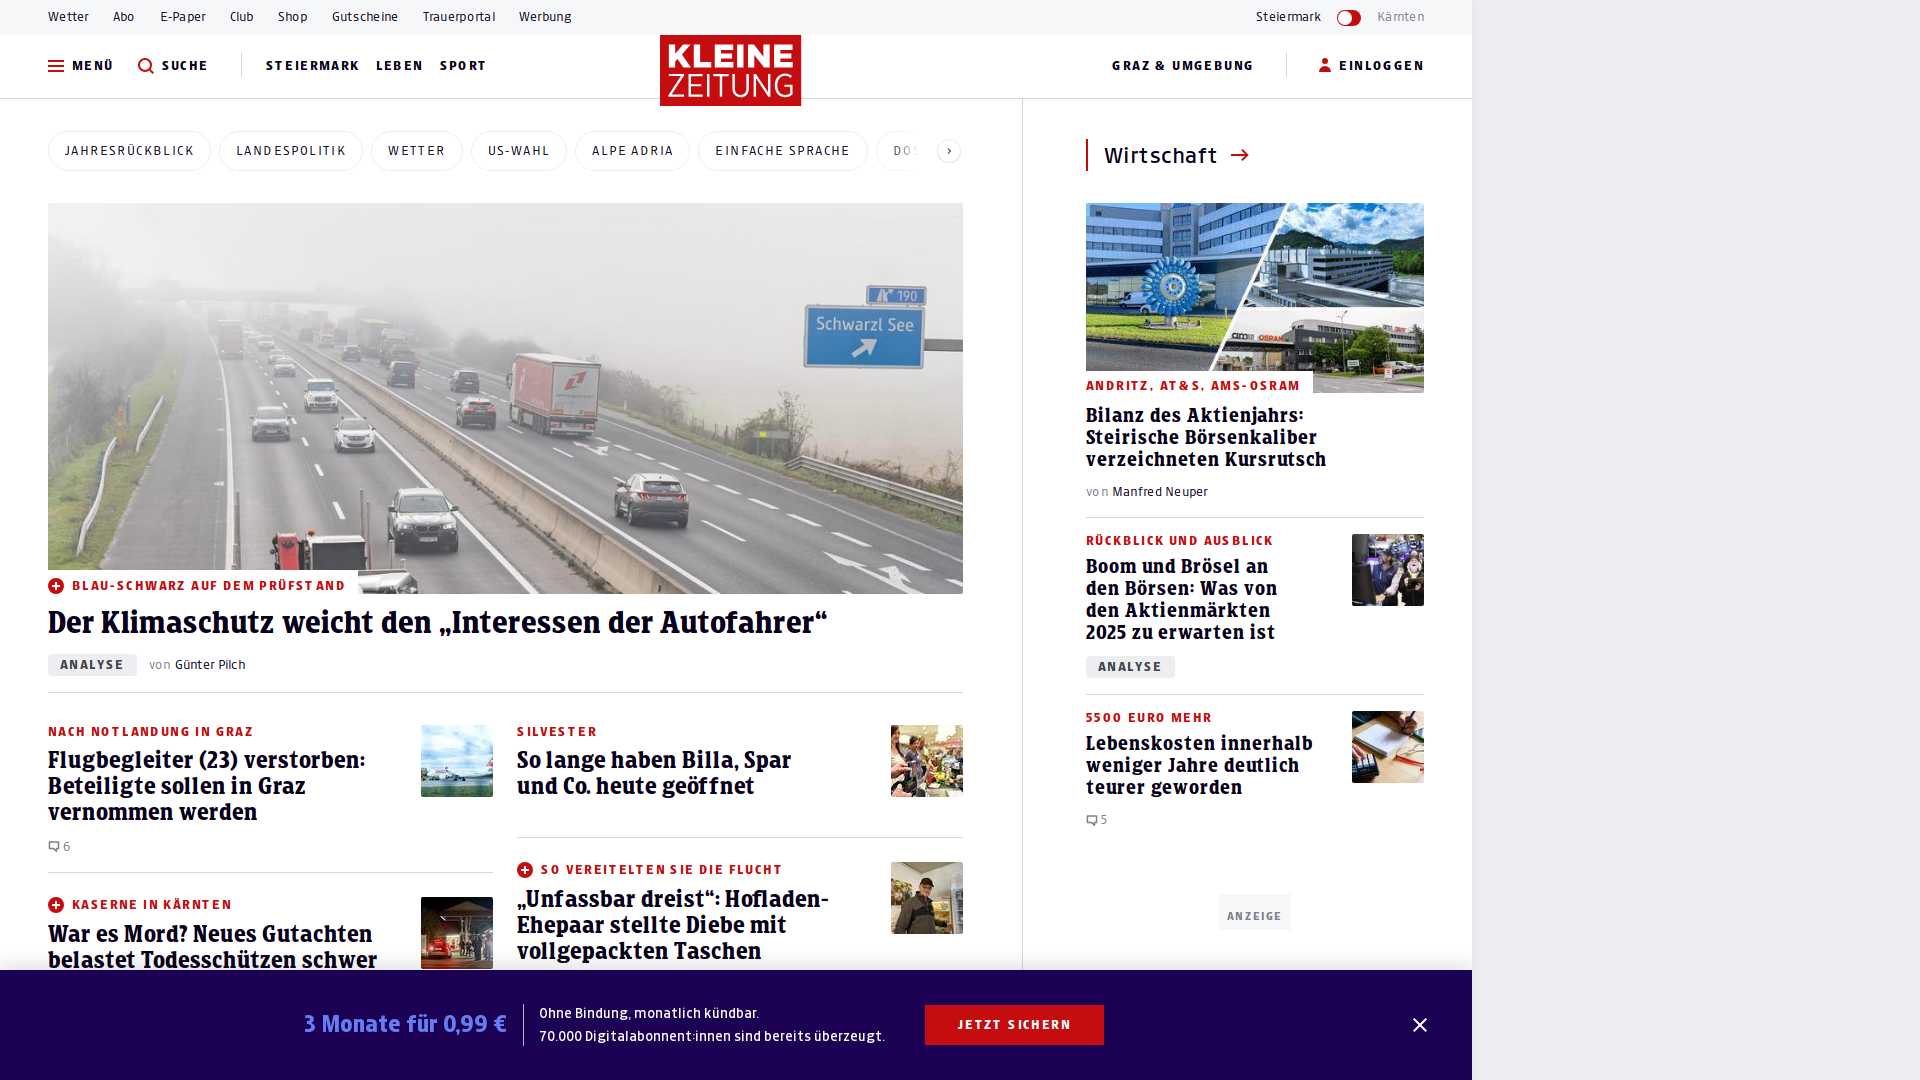 Wetter Abo E-Paper Club Shop Gutscheine Trauerportal Werbung Steiermark Kärnten
MENÜ SUCHE STEIERMARK LEBEN SPORT KLEINE ZEITUNG GRAZ & UMGEBUNG EINLOGGEN
JAHRESRÜCKBLICK LANDESPOLITIK WETTER US-WAHL ALPE ADRIA EINFACHE SPRACHE
190
Schwarzl See
BLAU-SCHWARZ AUF DEM PRÜFSTAND
Der Klimaschutz weicht den „Interessen der Autofahrer“
ANALYSE von Günter Pilch
NACH NOTLANDUNG IN GRAZ
Flugbegleiter (23) verstorben:
Beteiligte sollen in Graz
vernommen werden
6
KASERNE IN KÄRNTEN
War es Mord? Neues Gutachten
belastet Todesschützen schwer
SILVESTER
So lange haben Billa, Spar
und Co. heute geöffnet
SO VEREITELTEN SIE DIE FLUCHT
„Unfassbar dreist“: Hofladen-
Ehepaar stellte Diebe mit
vollgepackten Taschen
Wirtschaft
OSRAM
ANDRITZ, AT&S, AMS-OSRAM
Bilanz des Aktienjahrs:
Steirische Börsenkaliber
verzeichneten Kursrutsch
von Manfred Neuper
RÜCKBLICK UND AUSBLICK
Boom und Brösel an
den Börsen: Was von
den Aktienmärkten
2025 zu erwarten ist
ANALYSE
5500 EURO MEHR
Lebenskosten innerhalb
weniger Jahre deutlich
teurer geworden
5
ANZEIGE
3 Monate für 0,99 €
Ohne Bindung, monatlich kündbar.
70.000 Digitalabonnent:innen sind bereits überzeugt.
JETZT SICHERN